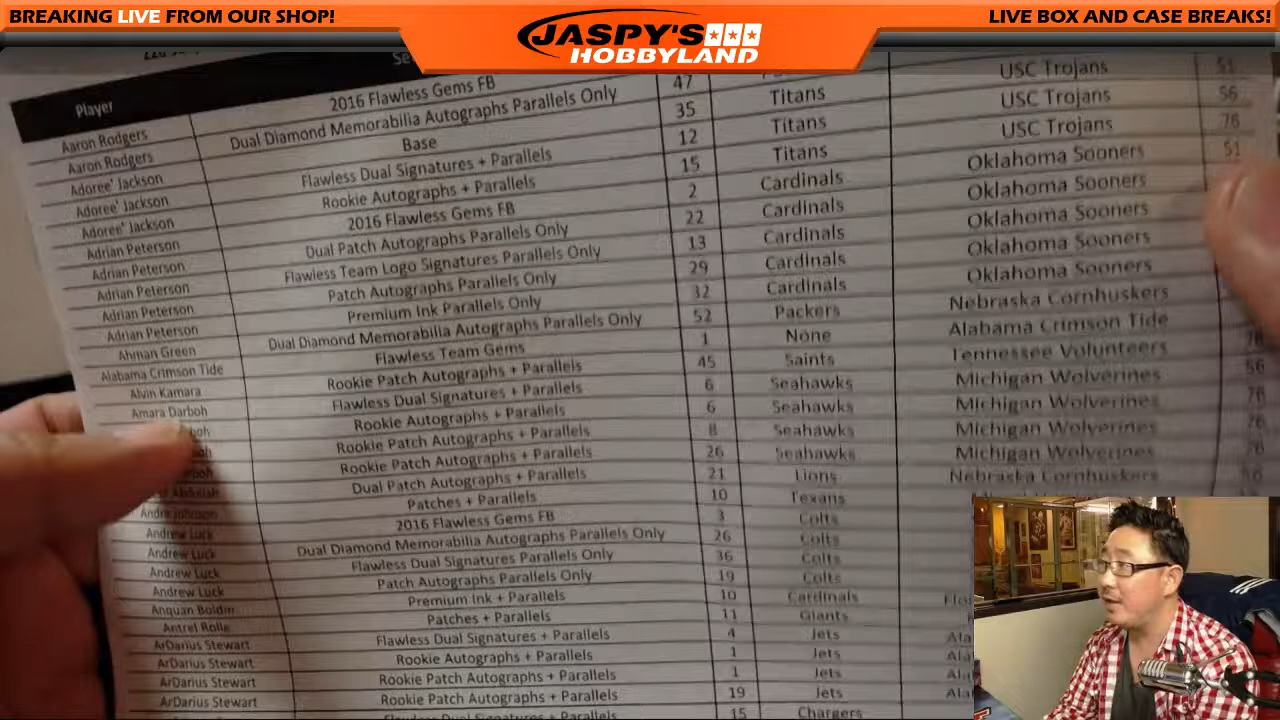 BREAKING LIVE FROM OUR SHOP!
JASPY'S
HOBBYLAND
LIVE BOX AND CASE BREAKS!
Player
Aaron Rodgers 2016 Flawless Gems FB 47
Aaron Rodgers Dual Diamond Memorabilia Autographs Parallels Only 35 Titans USC Trojans
Adoree' Jackson Base 12 Titans USC Trojans
Adoree' Jackson Flawless Dual Signatures + Parallels 15 Titans USC Trojans
Adoree' Jackson Rookie Autographs + Parallels 2 Cardinals Oklahoma Sooners
Adrian Peterson 2016 Flawless Gems FB 22 Cardinals Oklahoma Sooners
Adrian Peterson Dual Patch Autographs Parallels Only 13 Cardinals Oklahoma Sooners
Adrian Peterson Flawless Team Logo Signatures Parallels Only 29 Cardinals Oklahoma Sooners
Adrian Peterson Patch Autographs Parallels Only 32 Cardinals Oklahoma Sooners
Adrian Peterson Premium Ink Parallels Only 52 Packers Nebraska Cornhuskers
Ahman Green Dual Diamond Memorabilia Autographs Parallels Only 1 None Alabama Crimson Tide
Alabama Crimson Tide Flawless Team Gems 45 Saints Tennessee Volunteers
Alvin Kamara Rookie Patch Autographs + Parallels 6 Seahawks Michigan Wolverines
Amara Darboh Flawless Dual Signatures + Parallels 6 Seahawks Michigan Wolverines
Rookie Autographs + Parallels 8 Seahawks Michigan Wolverines
Rookie Patch Autographs + Parallels 26 Seahawks Michigan Wolverines
Rookie Patch Autographs + Parallels 21 Lions Nebraska Cornhuskers
Dual Patch Autographs + Parallels 10 Texans
Andre Johnson Patches + Parallels 3 Colts
Andrew Luck 2016 Flawless Gems FB 26 Colts
Andrew Luck Dual Diamond Memorabilia Autographs Parallels Only 36 Colts
Andrew Luck Flawless Dual Signatures Parallels Only 19 Colts
Andrew Luck Patch Autographs Parallels Only 10 Cardinals
Anquan Boldin Premium Ink + Parallels 11 Giants
Antrel Rolle Patches + Parallels 4 Jets
ArDarius Stewart Flawless Dual Signatures + Parallels 1 Jets
ArDarius Stewart Rookie Autographs + Parallels 1 Jets
ArDarius Stewart Rookie Patch Autographs + Parallels 19 Jets
ArDarius Stewart Rookie Patch Autographs + Parallels 15 Chargers
Flawless Dual Signatures + Parallels